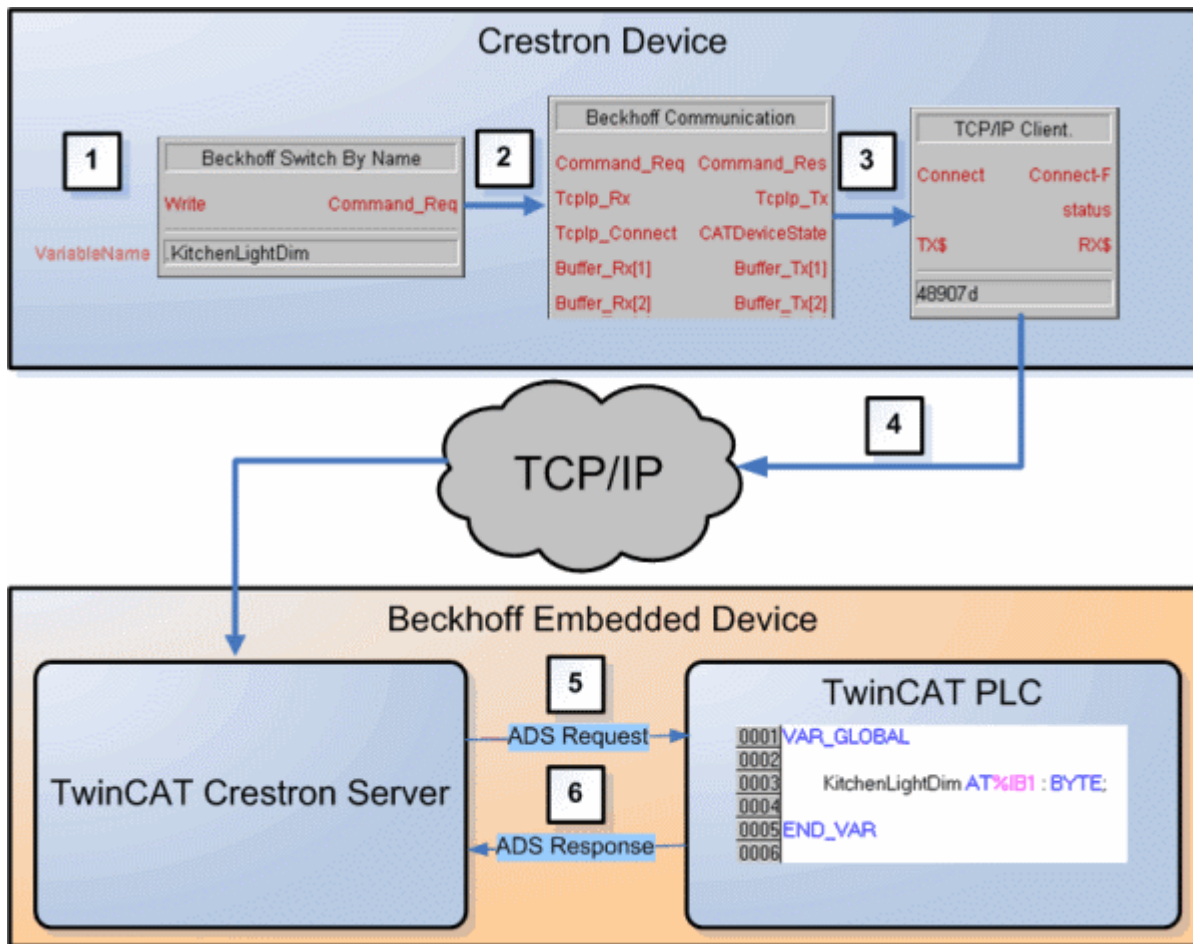 Crestron Device
1
Beckhoff Switch By Name
Write Command_Req
VariableName .KitchenLightDim
2
Beckhoff Communication
Command_Req Command_Res
TcpIp_Rx TcpIp_Tx
TcpIp_Connect CATDeviceState
Buffer_Rx[1] Buffer_Tx[1]
Buffer_Rx[2] Buffer_Tx[2]
3
TCP/IP Client.
Connect Connect-F
status
TX$ RX$
48907d
4
TCP/IP
Beckhoff Embedded Device
TwinCAT Crestron Server
5
ADS Request
6
ADS Response
TwinCAT PLC
0001 VAR_GLOBAL
0002
0003 KitchenLightDim AT%IB1 : BYTE;
0004
0005 END_VAR
0006